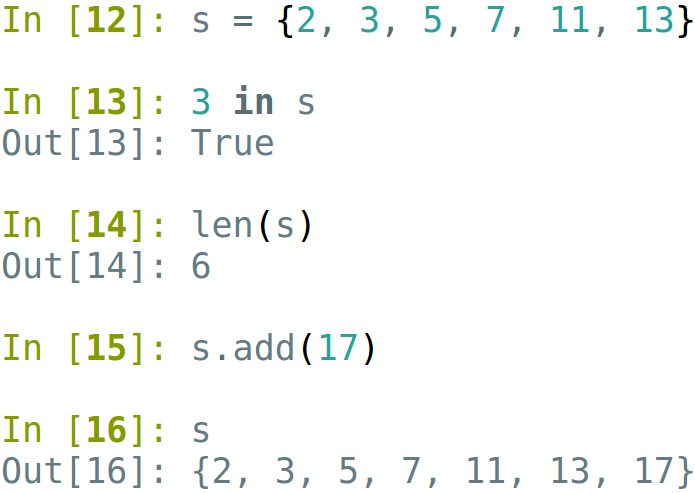 In [12]: s = {2, 3, 5, 7, 11, 13}
In [13]: 3 in s
Out[13]: True
In [14]: len(s)
Out[14]: 6
In [15]: s.add(17)
In [16]: s
Out[16]: {2, 3, 5, 7, 11, 13, 17}